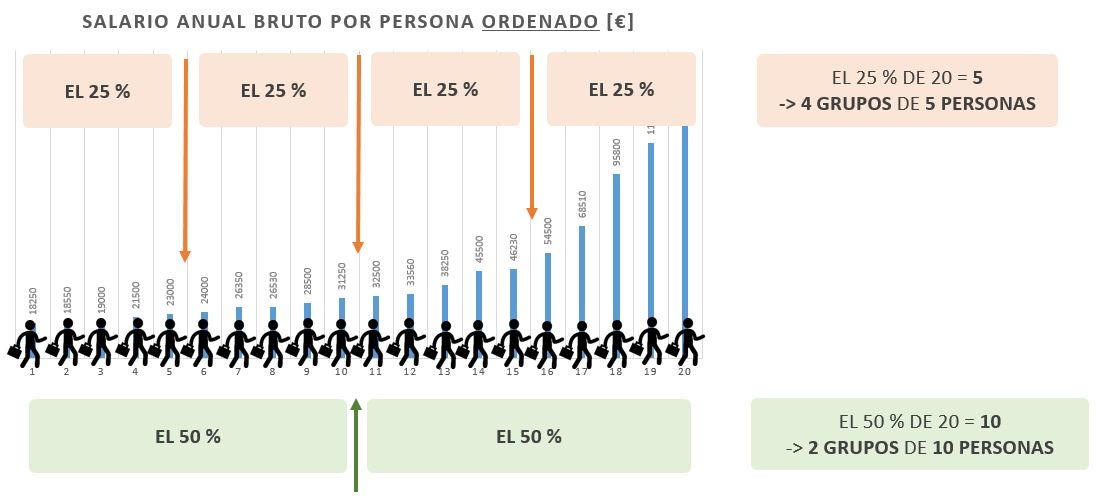 SALARIO ANUAL BRUTO POR PERSONA ORDENADO [€]
EL 25 %
EL 25 %
EL 25 %
EL 25 %
EL 25 % DE 20 = 5
-> 4 GRUPOS DE 5 PERSONAS
18250
18550
19000
21500
23000
24000
26350
26530
28500
31250
32500
33560
38250
45500
46230
54500
68510
95800
11
1 2 3 4 5 6 7 8 9 10 11 12 13 14 15 16 17 18 19 20
EL 50 %
EL 50 %
EL 50 % DE 20 = 10
-> 2 GRUPOS DE 10 PERSONAS